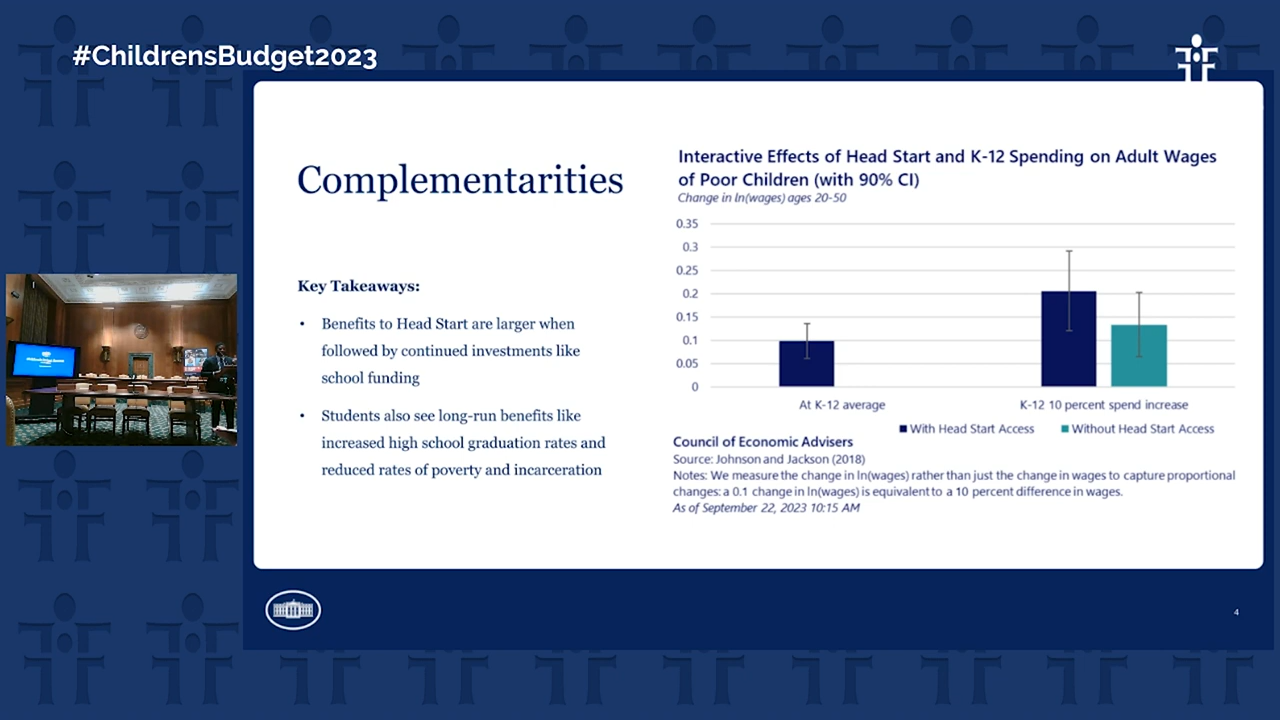 #ChildrensBudget2023
Complementarities
Key Takeaways:
• Benefits to Head Start are larger when
followed by continued investments like
school funding
• Students also see long-run benefits like
increased high school graduation rates and
reduced rates of poverty and incarceration
Interactive Effects of Head Start and K-12 Spending on Adult Wages
of Poor Children (with 90% CI)
Change in ln(wages) ages 20-50
0.35
0.3
0.25
0.2
0.15
0.1
0.05
0
At K-12 average
K-12 10 percent spend increase
With Head Start Access
Without Head Start Access
Council of Economic Advisers
Source: Johnson and Jackson (2018)
Notes: We measure the change in ln(wages) rather than just the change in wages to capture proportional
changes: a 0.1 change in ln(wages) is equivalent to a 10 percent difference in wages.
As of September 22, 2023 10:15 AM
4